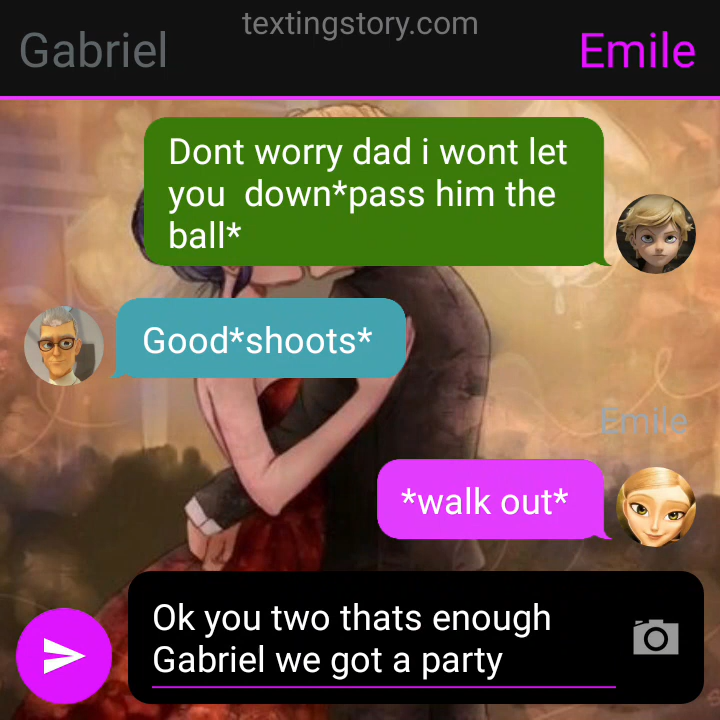 textingstory.com
Gabriel
Emile
Dont worry dad i wont let
you  down*pass him the
ball*
Good*shoots*
Emile
*walk out*
Ok you two thats enough
Gabriel we got a party